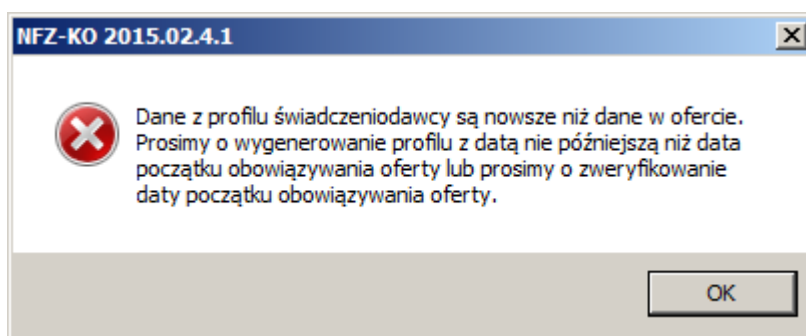 NFZ-KO 2015.02.4.1
Dane z profilu świadczeniodawcy są nowsze niż dane w ofercie.
Prosimy o wygenerowanie profilu z datą nie późniejszą niż data
początku obowiązywania oferty lub prosimy o zweryfikowanie
daty początku obowiązywania oferty.
OK